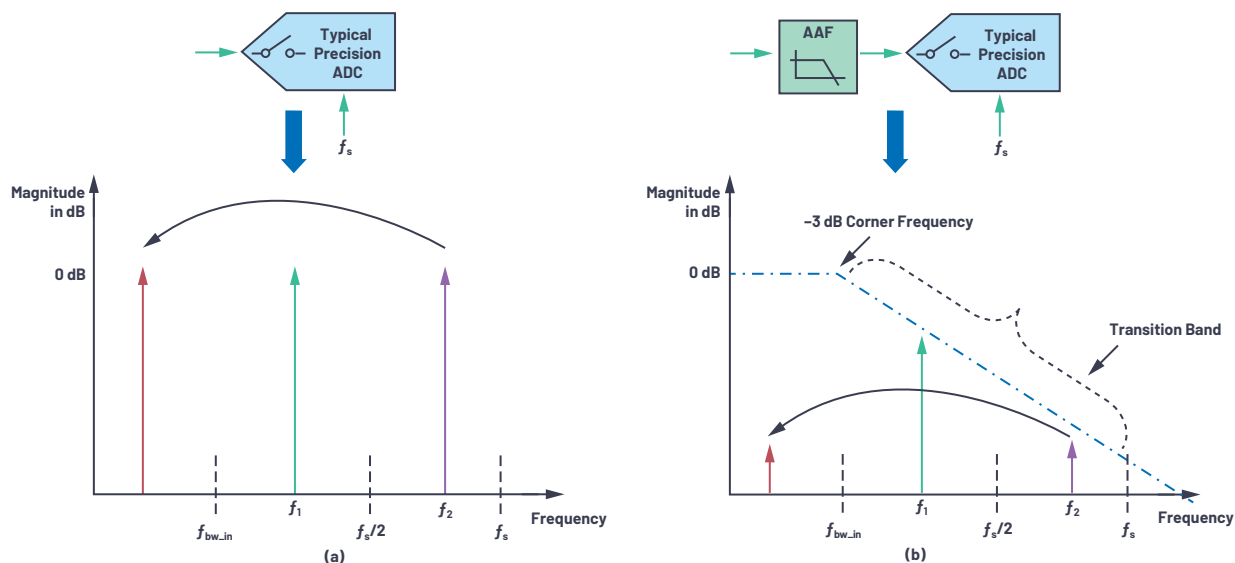 Typical
Precision
ADC
fs
Magnitude
in dB
0 dB
fbw_in
f1
fs/2
f2
fs
Frequency
(a)
AAF
Typical
Precision
ADC
fs
Magnitude
in dB
–3 dB Corner Frequency
0 dB
Transition Band
fbw_in
f1
fs/2
f2
fs
Frequency
(b)